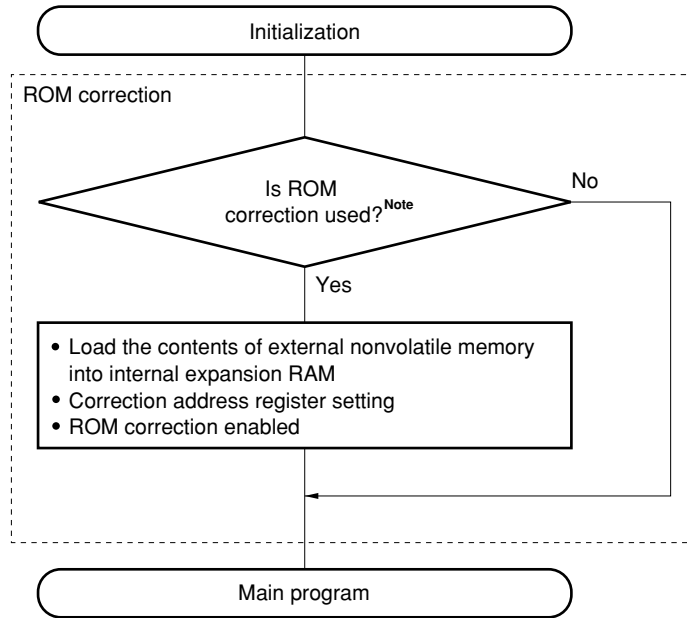 Initialization
ROM correction
Is ROM
correction used?Note
No
Yes
• Load the contents of external nonvolatile memory
into internal expansion RAM
• Correction address register setting
• ROM correction enabled
Main program